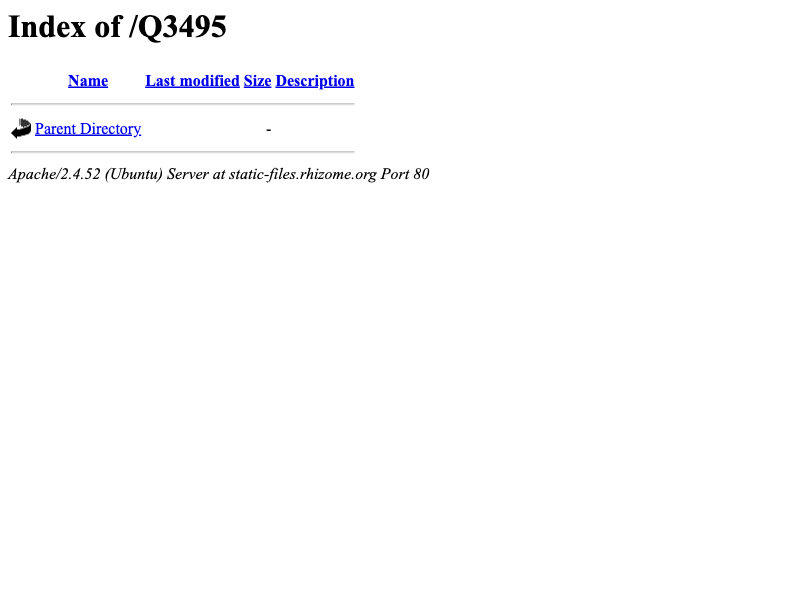 Index of /Q3495
Name Last modified Size Description
Parent Directory -
Apache/2.4.52 (Ubuntu) Server at static-files.rhizome.org Port 80